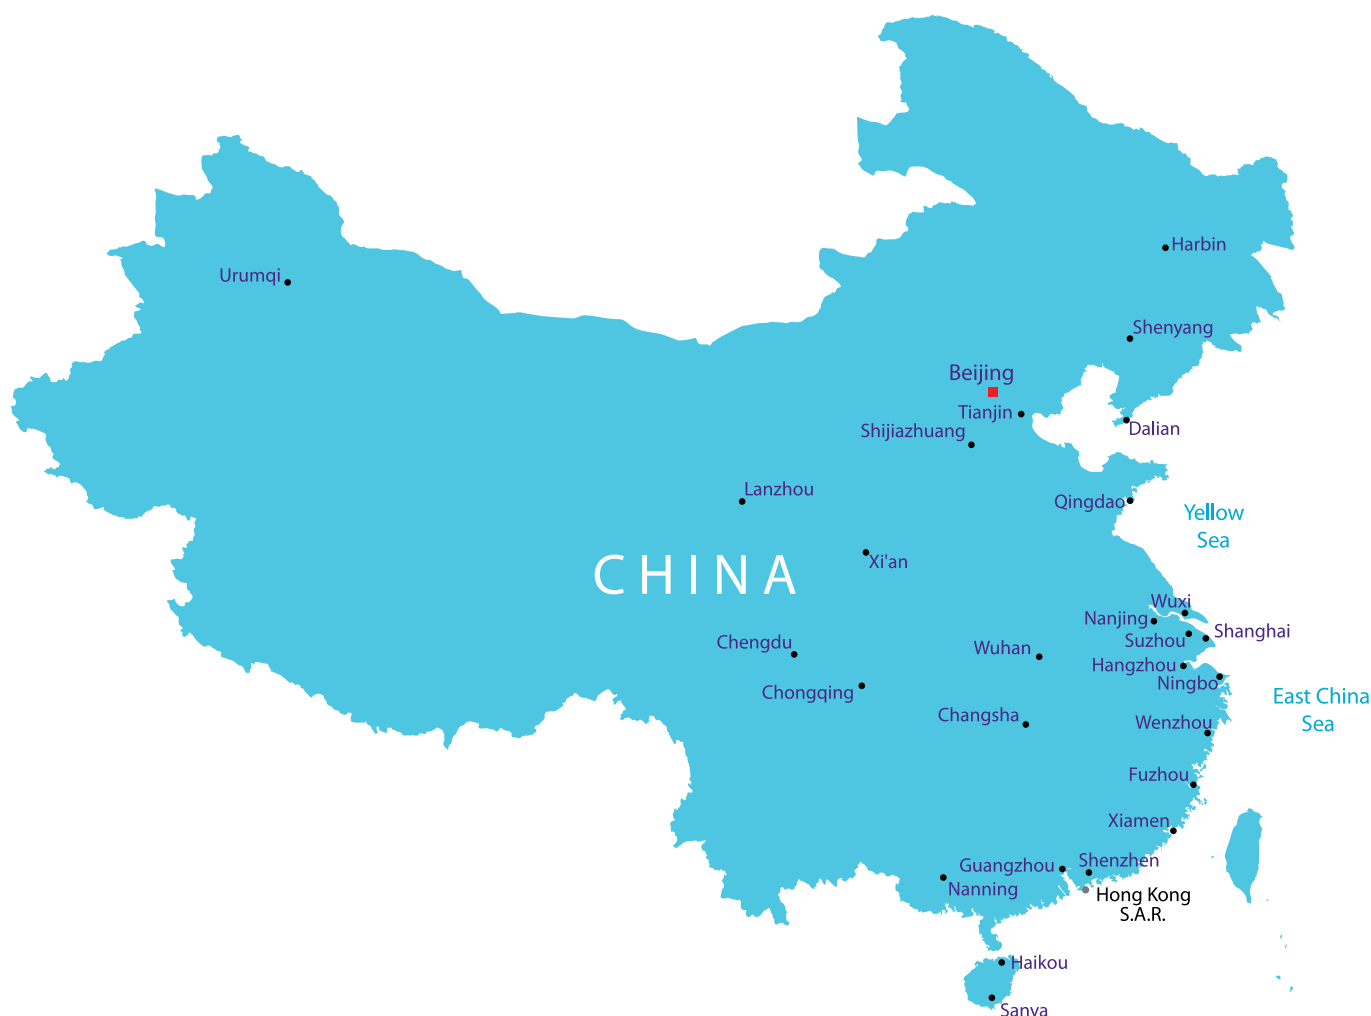 Harbin
Urumqi
Shenyang
Beijing
Tianjin
Shijiazhuang
Dalian
Lanzhou
Qingdao
Yellow
Sea
Xi'an
CHINA
Wuxi
Nanjing
Suzhou
Shanghai
Chengdu
Wuhan
Hangzhou
Ningbo
Chongqing
East China
Sea
Changsha
Wenzhou
Fuzhou
Xiamen
Guangzhou
Shenzhen
Nanning
Hong Kong
S.A.R.
Haikou
Sanya